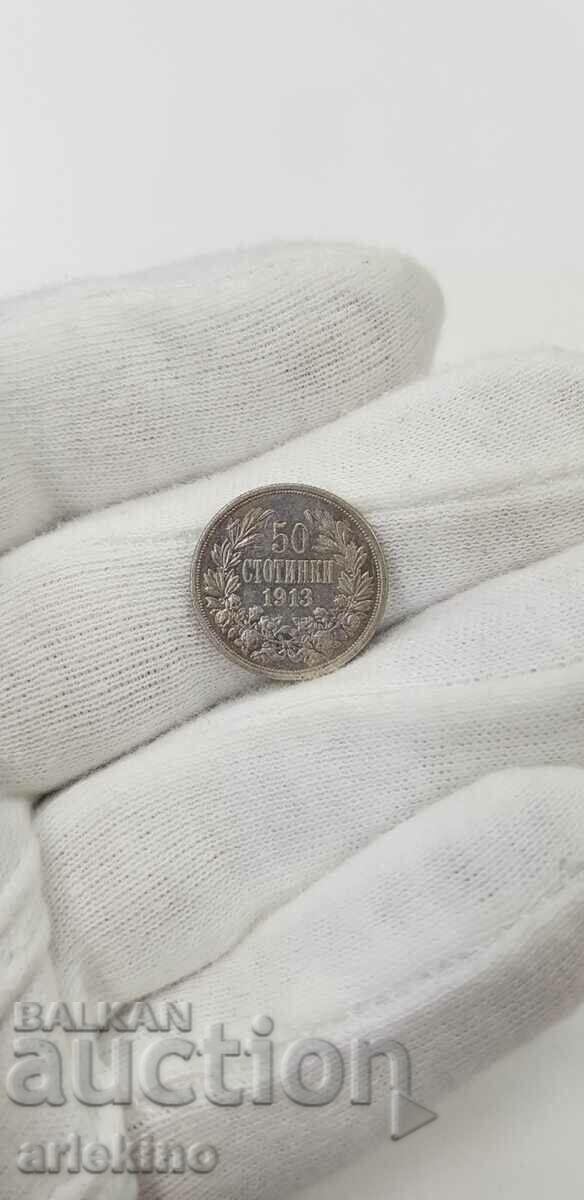 50
СТОТИНКИ
1913
BALKAN
auction
arlekino